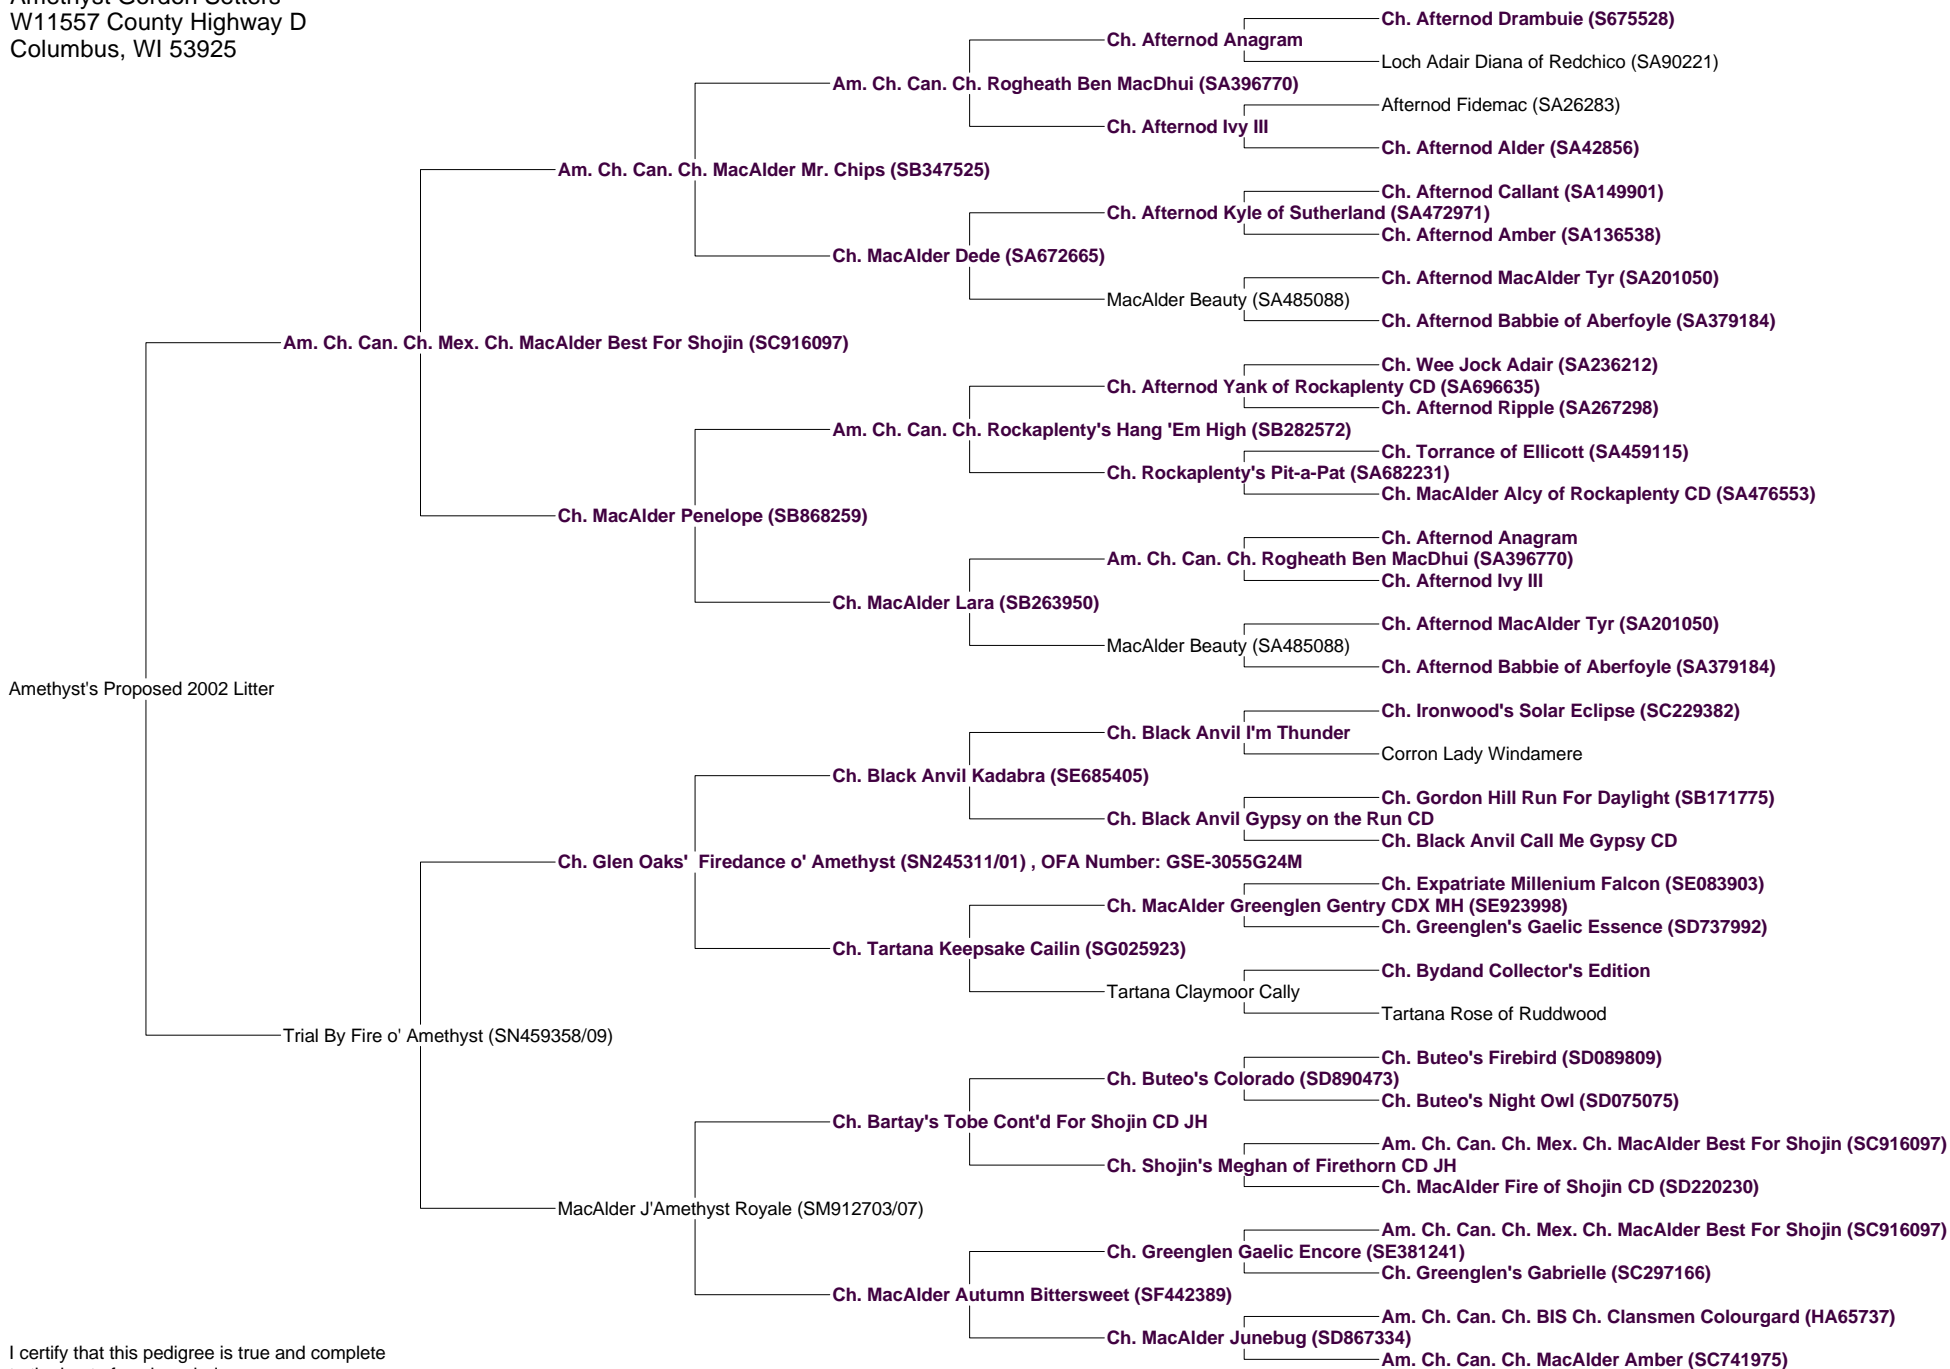 Amethyst Gordon Setters
W11557 County Highway D
Columbus, WI 53925
Ch. Afternod Drambuie (S675528)
Ch. Afternod Anagram
Loch Adair Diana of Redchico (SA90221)
Am. Ch. Can. Ch. Rogheath Ben MacDhui (SA396770)
Afternod Fidemac (SA26283)
Ch. Afternod Ivy III
Ch. Afternod Alder (SA42856)
Am. Ch. Can. Ch. MacAlder Mr. Chips (SB347525)
Ch. Afternod Callant (SA149901)
Ch. Afternod Kyle of Sutherland (SA472971)
Ch. Afternod Amber (SA136538)
Ch. MacAlder Dede (SA672665)
Ch. Afternod MacAlder Tyr (SA201050)
MacAlder Beauty (SA485088)
Ch. Afternod Babbie of Aberfoyle (SA379184)
Am. Ch. Can. Ch. Mex. Ch. MacAlder Best For Shojin (SC916097)
Ch. Wee Jock Adair (SA236212)
Ch. Afternod Yank of Rockaplenty CD (SA696635)
Ch. Afternod Ripple (SA267298)
Am. Ch. Can. Ch. Rockaplenty's Hang 'Em High (SB282572)
Ch. Torrance of Ellicott (SA459115)
Ch. Rockaplenty's Pit-a-Pat (SA682231)
Ch. MacAlder Alcy of Rockaplenty CD (SA476553)
Ch. MacAlder Penelope (SB868259)
Ch. Afternod Anagram
Am. Ch. Can. Ch. Rogheath Ben MacDhui (SA396770)
Ch. Afternod Ivy III
Ch. MacAlder Lara (SB263950)
Ch. Afternod MacAlder Tyr (SA201050)
MacAlder Beauty (SA485088)
Ch. Afternod Babbie of Aberfoyle (SA379184)
Amethyst's Proposed 2002 Litter
Ch. Ironwood's Solar Eclipse (SC229382)
Ch. Black Anvil I'm Thunder
Corron Lady Windamere
Ch. Black Anvil Kadabra (SE685405)
Ch. Gordon Hill Run For Daylight (SB171775)
Ch. Black Anvil Gypsy on the Run CD
Ch. Black Anvil Call Me Gypsy CD
Ch. Glen Oaks'  Firedance o' Amethyst (SN245311/01) , OFA Number: GSE-3055G24M
Ch. Expatriate Millenium Falcon (SE083903)
Ch. MacAlder Greenglen Gentry CDX MH (SE923998)
Ch. Greenglen's Gaelic Essence (SD737992)
Ch. Tartana Keepsake Cailin (SG025923)
Ch. Bydand Collector's Edition
Tartana Claymoor Cally
Tartana Rose of Ruddwood
Trial By Fire o' Amethyst (SN459358/09)
Ch. Buteo's Firebird (SD089809)
Ch. Buteo's Colorado (SD890473)
Ch. Buteo's Night Owl (SD075075)
Ch. Bartay's Tobe Cont'd For Shojin CD JH
Am. Ch. Can. Ch. Mex. Ch. MacAlder Best For Shojin (SC916097)
Ch. Shojin's Meghan of Firethorn CD JH
Ch. MacAlder Fire of Shojin CD (SD220230)
MacAlder J'Amethyst Royale (SM912703/07)
Am. Ch. Can. Ch. Mex. Ch. MacAlder Best For Shojin (SC916097)
Ch. Greenglen Gaelic Encore (SE381241)
Ch. Greenglen's Gabrielle (SC297166)
Ch. MacAlder Autumn Bittersweet (SF442389)
Am. Ch. Can. Ch. BIS Ch. Clansmen Colourgard (HA65737)
Ch. MacAlder Junebug (SD867334)
Am. Ch. Can. Ch. MacAlder Amber (SC741975)
I certify that this pedigree is true and complete